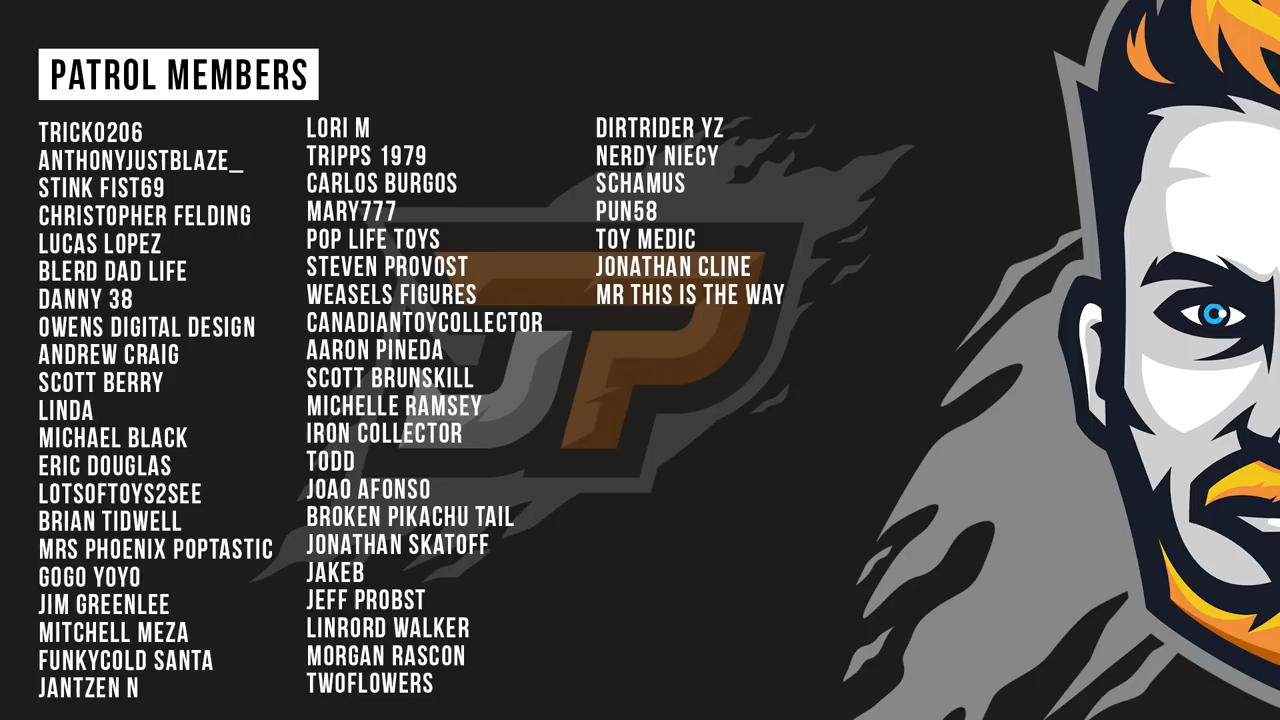 PATROL MEMBERS
TRICKO206
ANTHONYJUSTBLAZE_
STINK FIST69
CHRISTOPHER FELDING
LUCAS LOPEZ
BLERD DAD LIFE
DANNY 38
OWENS DIGITAL DESIGN
ANDREW CRAIG
SCOTT BERRY
LINDA
MICHAEL BLACK
ERIC DOUGLAS
LOTSOFTOYS2SEE
BRIAN TIDWELL
MRS PHOENIX POPTASTIC
GOGO YOYO
JIM GREENLEE
MITCHELL MEZA
FUNKYCOLD SANTA
JANTZEN N
LORI M
TRIPPS 1979
CARLOS BURGOS
MARY777
POP LIFE TOYS
STEVEN PROVOST
WEASELS FIGURES
CANADIANTOYCOLLECTOR
AARON PINEDA
SCOTT BRUNSKILL
MICHELLE RAMSEY
IRON COLLECTOR
TODD
JOAO AFONSO
BROKEN PIKACHU TAIL
JONATHAN SKATOFF
JAKEB
JEFF PROBST
LINRORD WALKER
MORGAN RASCON
TWOFLOWERS
DIRTRIDER YZ
NERDY NIECY
SCHAMUS
PUN58
TOY MEDIC
JONATHAN CLINE
MR THIS IS THE WAY
JP